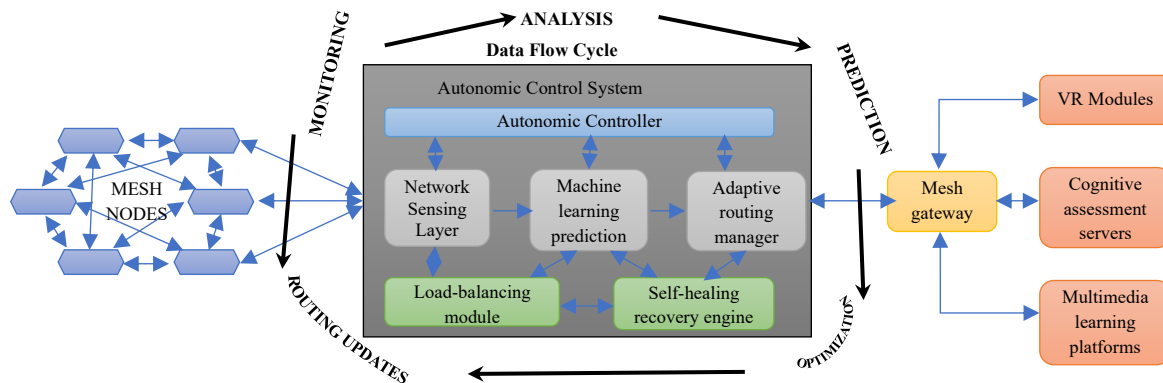 ANALYSIS
Data Flow Cycle
MONITORING
PREDICTION
Autonomic Control System
Autonomic Controller
Network
Sensing
Layer
Machine
learning
prediction
Adaptive
routing
manager
Load-balancing
module
Self-healing
recovery engine
MESH
NODES
ROUTING UPDATES
OPTIMIZATION
Mesh
gateway
VR Modules
Cognitive
assessment
servers
Multimedia
learning
platforms